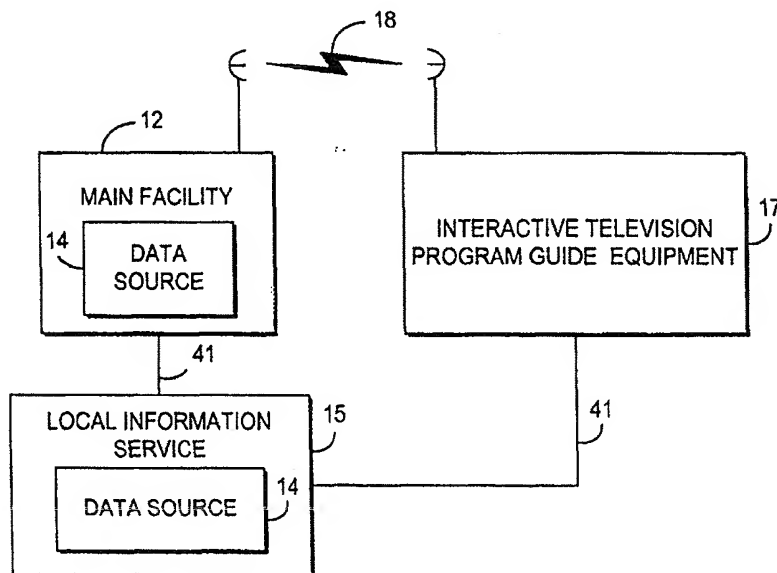 18
12
MAIN FACILITY
14
DATA
SOURCE
INTERACTIVE TELEVISION
PROGRAM GUIDE EQUIPMENT
17
41
LOCAL INFORMATION
SERVICE
15
41
DATA SOURCE
14